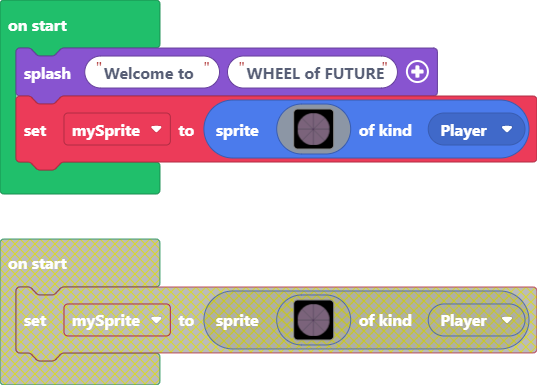 on start
splash "Welcome to " "WHEEL of FUTURE"
set mySprite to sprite of kind Player
on start
set mySprite to sprite of kind Player